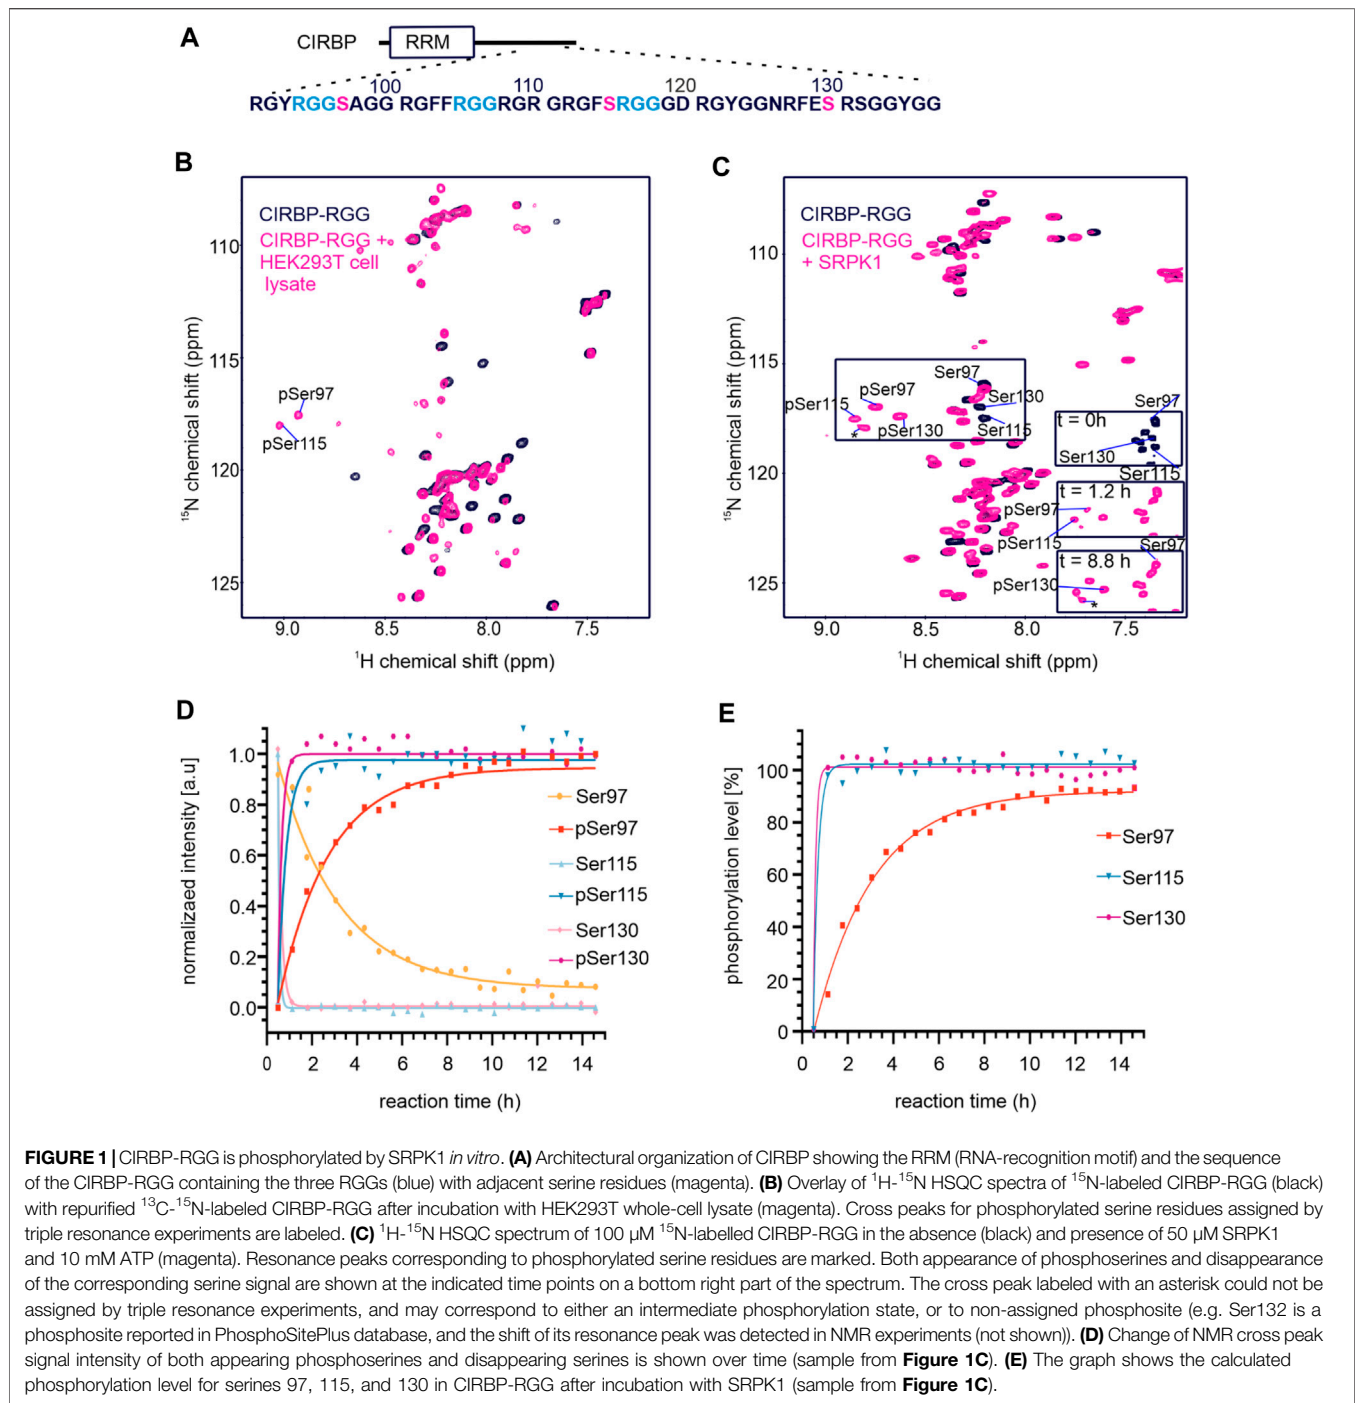 A
CIRBP
RRM
100 110 120 130
RGYRGGSAGG RGFFRGGRGR GRGFSRGGGD RGYGGNRFES RSGGYGG
B
CIRBP-RGG
CIRBP-RGG +
HEK293T cell
lysate
110
115
120
125
15N chemical shift (ppm)
pSer97
pSer115
9.0 8.5 8.0 7.5
1H chemical shift (ppm)
C
CIRBP-RGG
CIRBP-RGG
+ SRPK1
110
115
120
125
15N chemical shift (ppm)
Ser97
pSer97
Ser130
pSer115
pSer130
Ser115
*
Ser97
t = 0h
Ser130
Ser115
t = 1.2 h
pSer97
pSer115
Ser97
t = 8.8 h
pSer130
*
9.0 8.5 8.0 7.5
1H chemical shift (ppm)
D
normalizaed intensity [a.u]
1.0
0.8
0.6
0.4
0.2
0.0
Ser97
pSer97
Ser115
pSer115
Ser130
pSer130
0 2 4 6 8 10 12 14
reaction time (h)
E
phosphorylation level [%]
100
80
60
40
20
0
Ser97
Ser115
Ser130
0 2 4 6 8 10 12 14
reaction time (h)
FIGURE 1 | CIRBP-RGG is phosphorylated by SRPK1 in vitro. (A) Architectural organization of CIRBP showing the RRM (RNA-recognition motif) and the sequence
of the CIRBP-RGG containing the three RGGs (blue) with adjacent serine residues (magenta). (B) Overlay of 1H-15N HSQC spectra of 15N-labeled CIRBP-RGG (black)
with repurified 13C-15N-labeled CIRBP-RGG after incubation with HEK293T whole-cell lysate (magenta). Cross peaks for phosphorylated serine residues assigned by
triple resonance experiments are labeled. (C) 1H-15N HSQC spectrum of 100 µM 15N-labelled CIRBP-RGG in the absence (black) and presence of 50 µM SRPK1
and 10 mM ATP (magenta). Resonance peaks corresponding to phosphorylated serine residues are marked. Both appearance of phosphoserines and disappearance
of the corresponding serine signal are shown at the indicated time points on a bottom right part of the spectrum. The cross peak labeled with an asterisk could not be
assigned by triple resonance experiments, and may correspond to either an intermediate phosphorylation state, or to non-assigned phosphosite (e.g. Ser132 is a
phosphosite reported in PhosphoSitePlus database, and the shift of its resonance peak was detected in NMR experiments (not shown)). (D) Change of NMR cross peak
signal intensity of both appearing phosphoserines and disappearing serines is shown over time (sample from Figure 1C). (E) The graph shows the calculated
phosphorylation level for serines 97, 115, and 130 in CIRBP-RGG after incubation with SRPK1 (sample from Figure 1C).